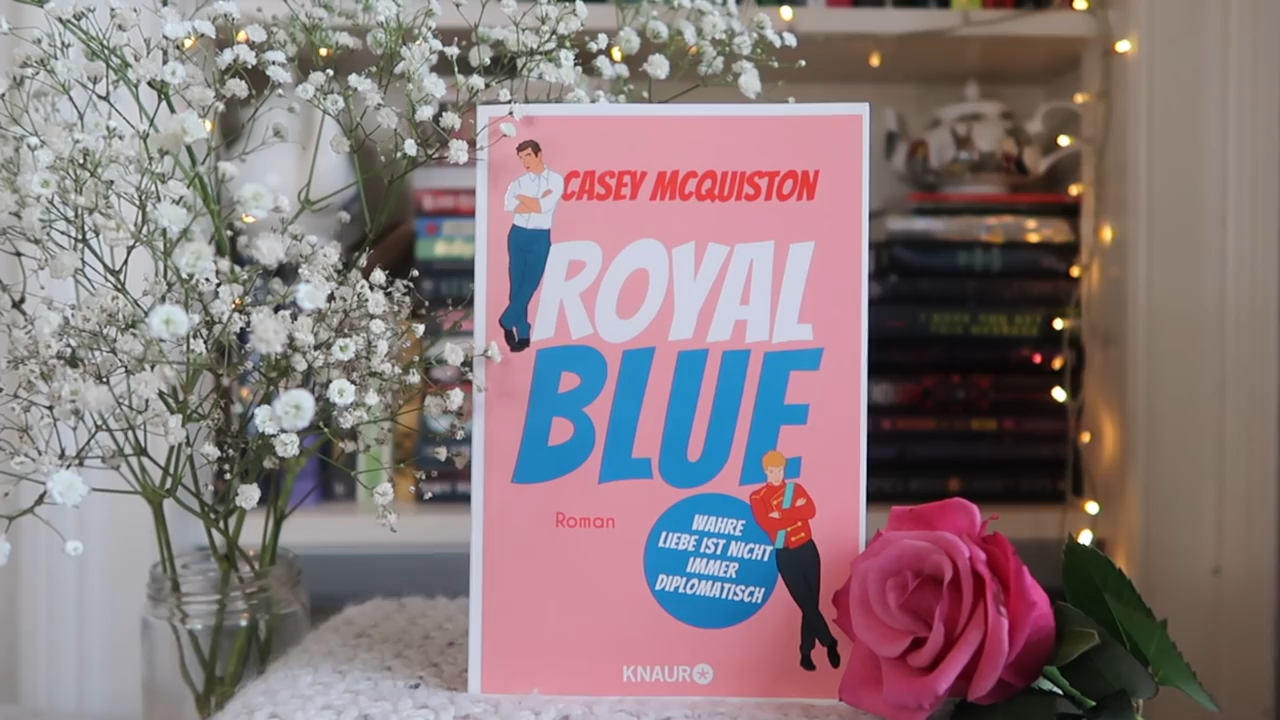 CASEY MCQUISTON
ROYAL
BLUE
Roman
WAHRE
LIEBE IST NICHT
IMMER
DIPLOMATISCH
KNAUR